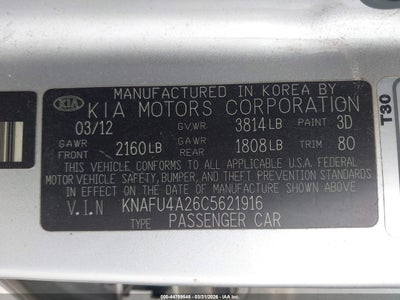 MANUFACTURED IN KOREA BY
KIA KIA MOTORS CORPORATION
03/12 GVWR 3814LB PAINT 3D
GAWR FRONT 2160LB GAWR REAR 1808LB TRIM 80
THIS VEHICLE CONFORMS TO ALL APPLICABLE U.S.A. FEDERAL
MOTOR VEHICLE SAFETY, BUMPER, AND THEFT PREVENTION STANDARDS
IN EFFECT ON THE DATE OF MANUFACTURE SHOWN ABOVE.
V.I.N KNAFU4A26C5621916
TYPE PASSENGER CAR
T30